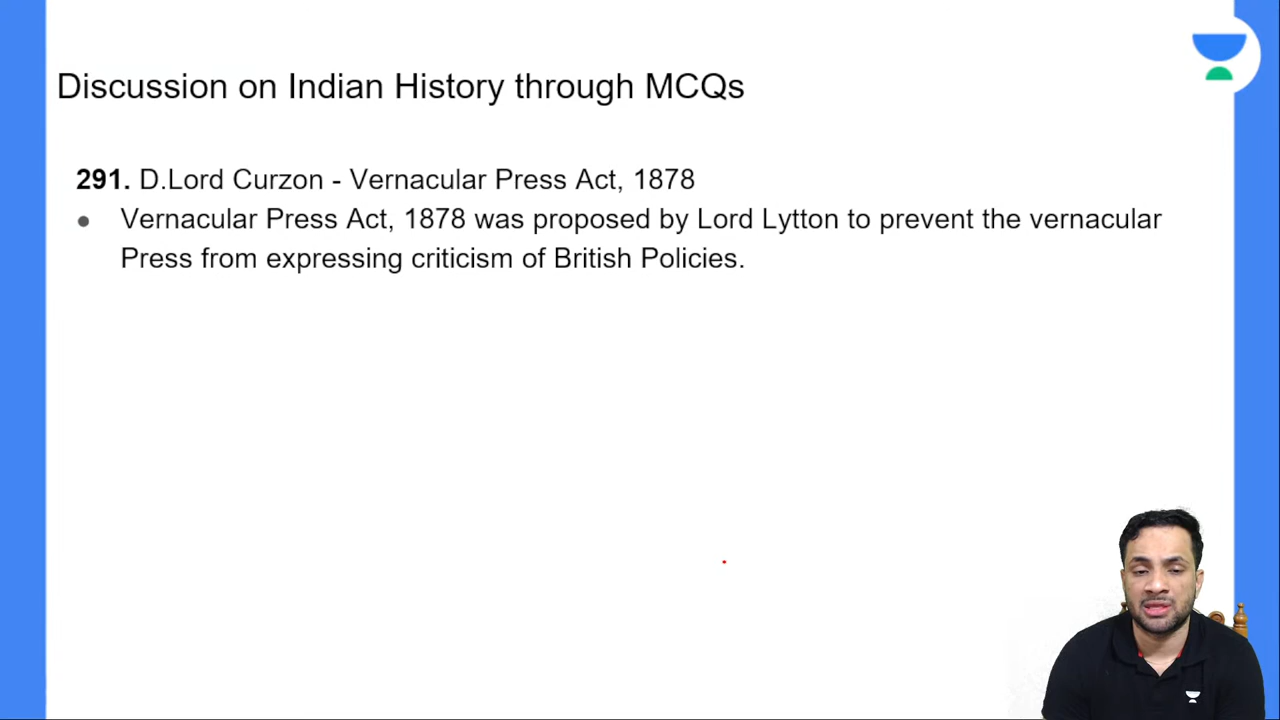 Discussion on Indian History through MCQs
291. D.Lord Curzon - Vernacular Press Act, 1878
● Vernacular Press Act, 1878 was proposed by Lord Lytton to prevent the vernacular
Press from expressing criticism of British Policies.